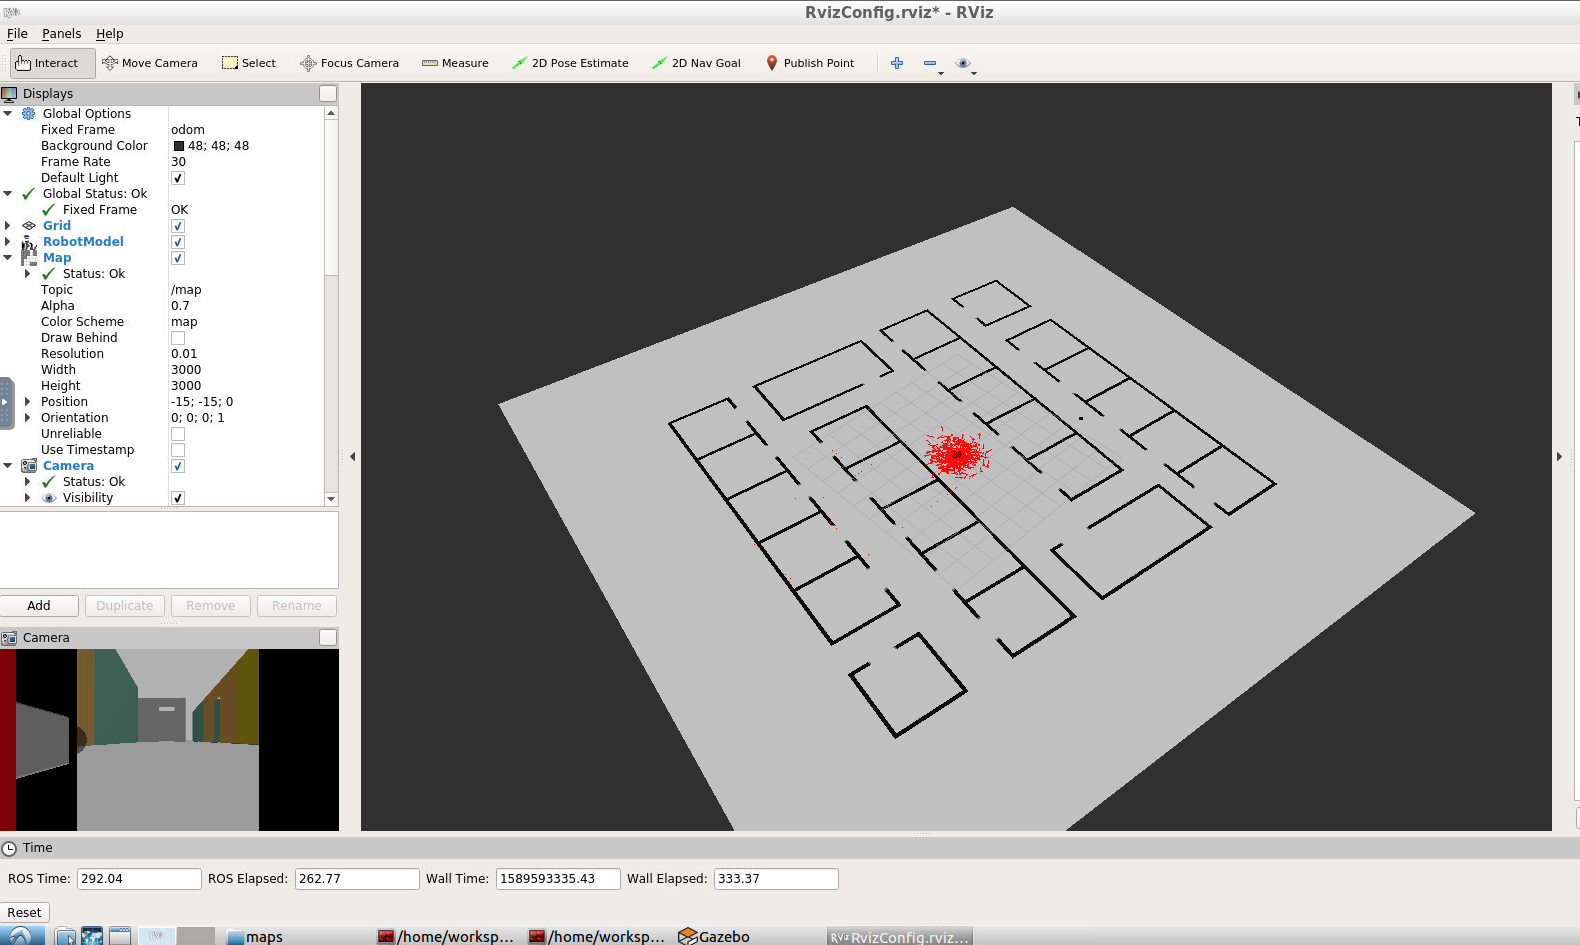 RViz
RvizConfig.rviz* - RViz
File Panels Help
Interact Move Camera Select Focus Camera Measure 2D Pose Estimate 2D Nav Goal Publish Point
Displays
Global Options
Fixed Frame odom
Background Color 48; 48; 48
Frame Rate 30
Default Light
Global Status: Ok
Fixed Frame OK
Grid
RobotModel
Map
Status: Ok
Topic /map
Alpha 0.7
Color Scheme map
Draw Behind
Resolution 0.01
Width 3000
Height 3000
Position -15; -15; 0
Orientation 0; 0; 0; 1
Unreliable
Use Timestamp
Camera
Status: Ok
Visibility
Add Duplicate Remove Rename
Camera
Time
ROS Time: 292.04 ROS Elapsed: 262.77 Wall Time: 1589593335.43 Wall Elapsed: 333.37
Reset
RViz maps /home/worksp... /home/worksp... Gazebo RViz RvizConfig.rviz...